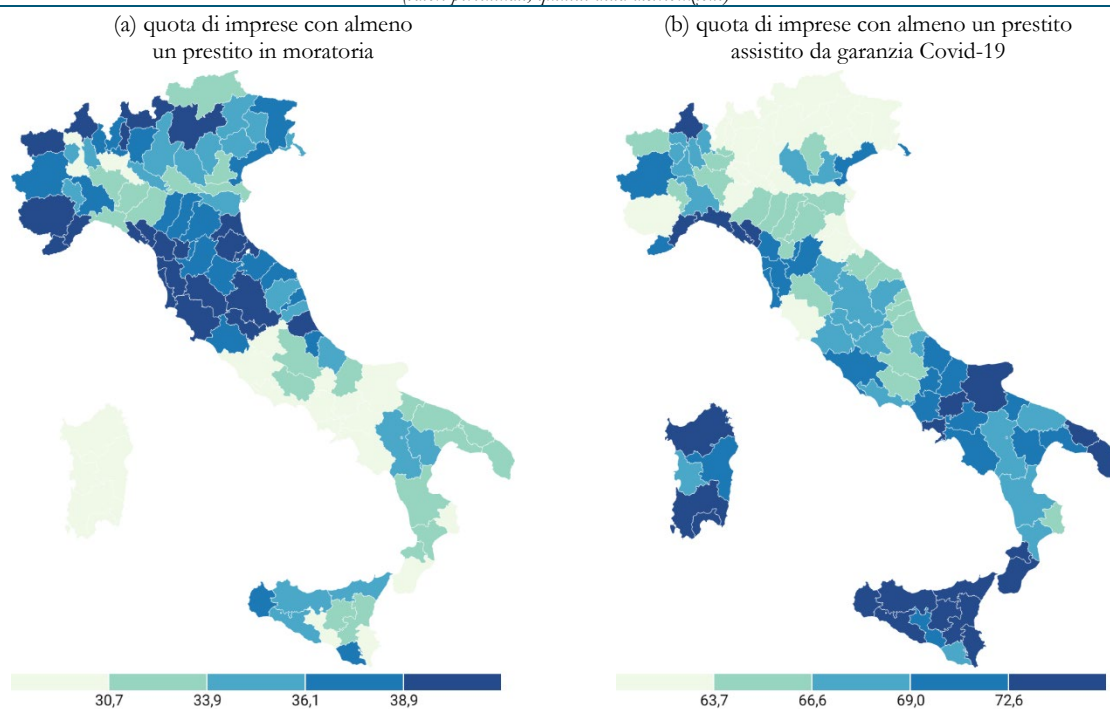 (a) quota di imprese con almeno
un prestito in moratoria
(b) quota di imprese con almeno un prestito
assistito da garanzia Covid-19
30,7 33,9 36,1 38,9
63,7 66,6 69,0 72,6